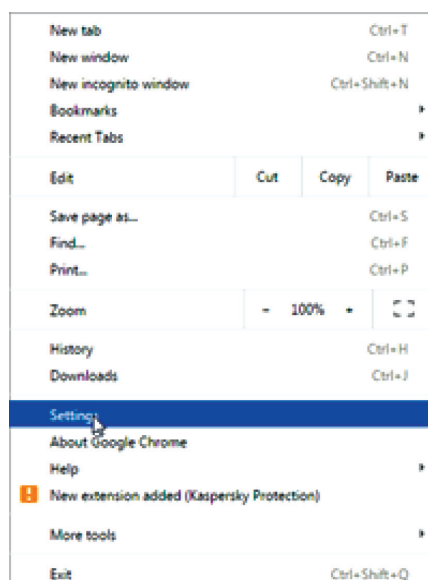 New tab Ctrl+T
New window Ctrl+N
New incognito window Ctrl+Shift+N
Bookmarks
Recent Tabs
Edit Cut Copy Paste
Save page as... Ctrl+S
Find... Ctrl+F
Print... Ctrl+P
Zoom - 100% +
History Ctrl+H
Downloads Ctrl+J
Settings
About Google Chrome
Help
New extension added (Kaspersky Protection)
More tools
Exit Ctrl+Shift+Q